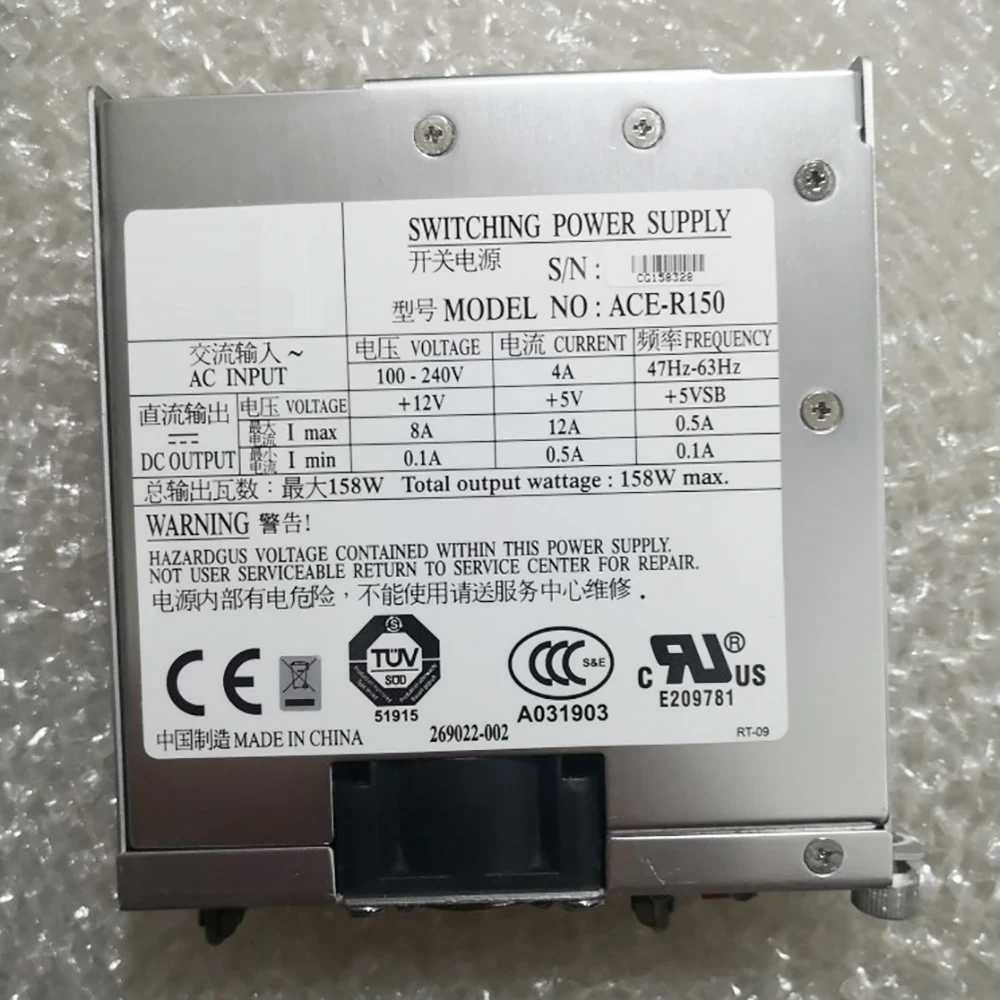 SWITCHING POWER SUPPLY
开关电源
S/N :
CG158328
型号 MODEL NO : ACE-R150
交流输入 ~ 电压 VOLTAGE 电流 CURRENT 频率 FREQUENCY
AC INPUT 100 - 240V 4A 47Hz-63Hz
直流输出 电压 VOLTAGE +12V +5V +5VSB
最大电流 I max 8A 12A 0.5A
DC OUTPUT 最小电流 I min 0.1A 0.5A 0.1A
总输出瓦数 : 最大158W Total output wattage : 158W max.
WARNING 警告!
HAZARDGUS VOLTAGE CONTAINED WITHIN THIS POWER SUPPLY.
NOT USER SERVICEABLE RETURN TO SERVICE CENTER FOR REPAIR.
电源内部有电危险，不能使用请送服务中心维修．
CE
S
TÜV
SÜD
51915
CCC S&E
A031903
C RU ® US
E209781
中国制造 MADE IN CHINA 269022-002 RT-09